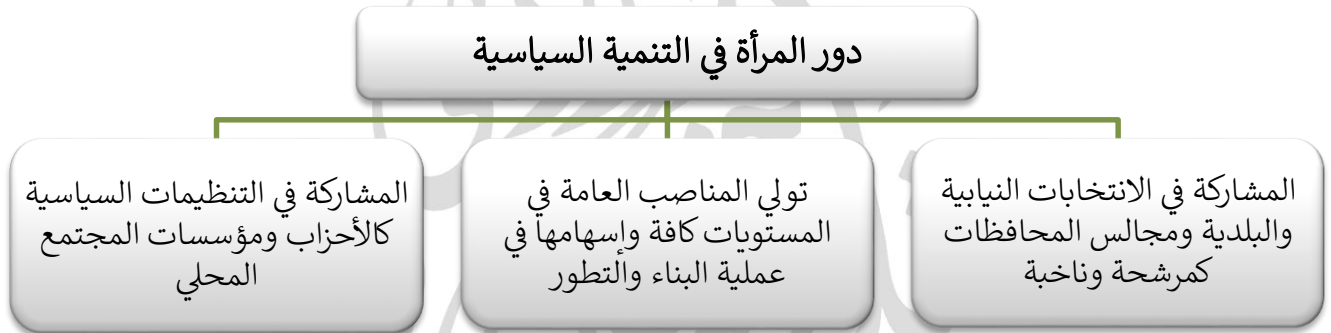 دور المرأة في التنمية السياسية
المشاركة في الانتخابات النيابية
والبلدية ومجالس المحافظات
كمرشحة وناخبة
تولي المناصب العامة في
المستويات كافة وإسهامها في
عملية البناء والتطور
المشاركة في التنظيمات السياسية
كالأحزاب ومؤسسات المجتمع
المحلي